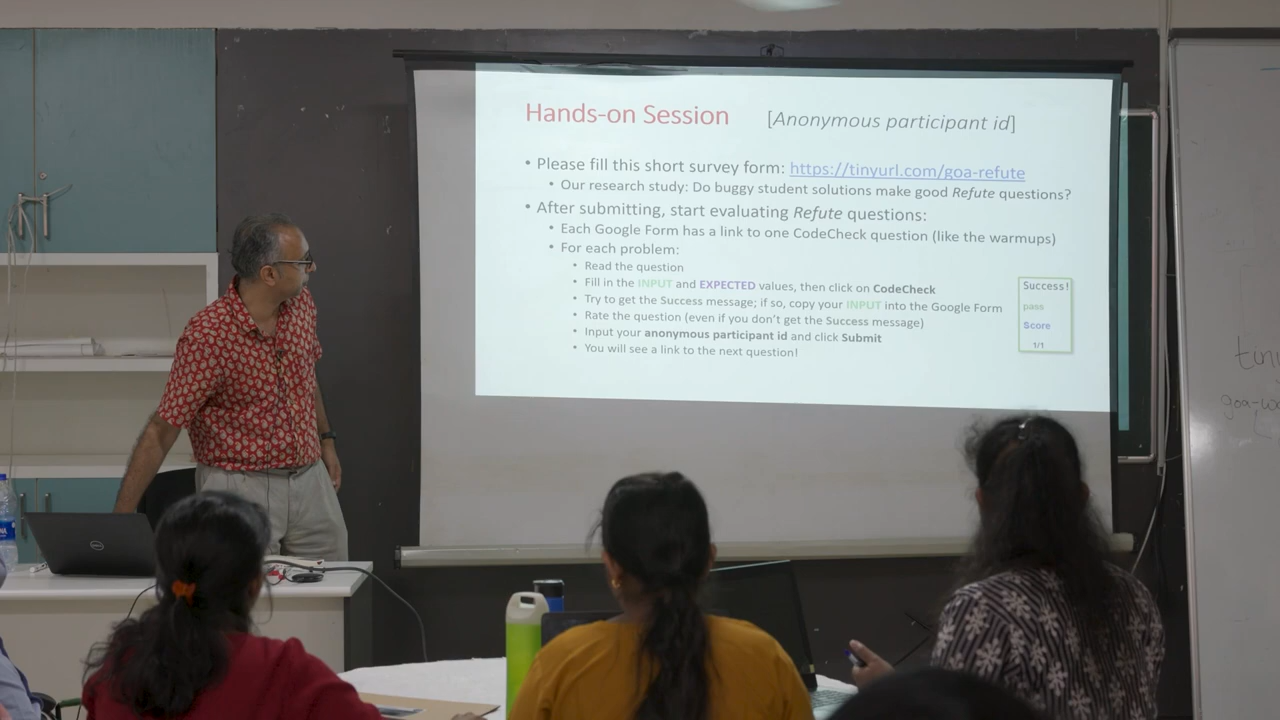 Hands-on Session [Anonymous participant id]
• Please fill this short survey form: https://tinyurl.com/goa-refute
• Our research study: Do buggy student solutions make good Refute questions?
• After submitting, start evaluating Refute questions:
• Each Google Form has a link to one CodeCheck question (like the warmups)
• For each problem:
• Read the question
• Fill in the INPUT and EXPECTED values, then click on CodeCheck
• Try to get the Success message; if so, copy your INPUT into the Google Form
• Rate the question (even if you don't get the Success message)
• Input your anonymous participant id and click Submit
• You will see a link to the next question!
Success!
pass
Score
1/1
DELL